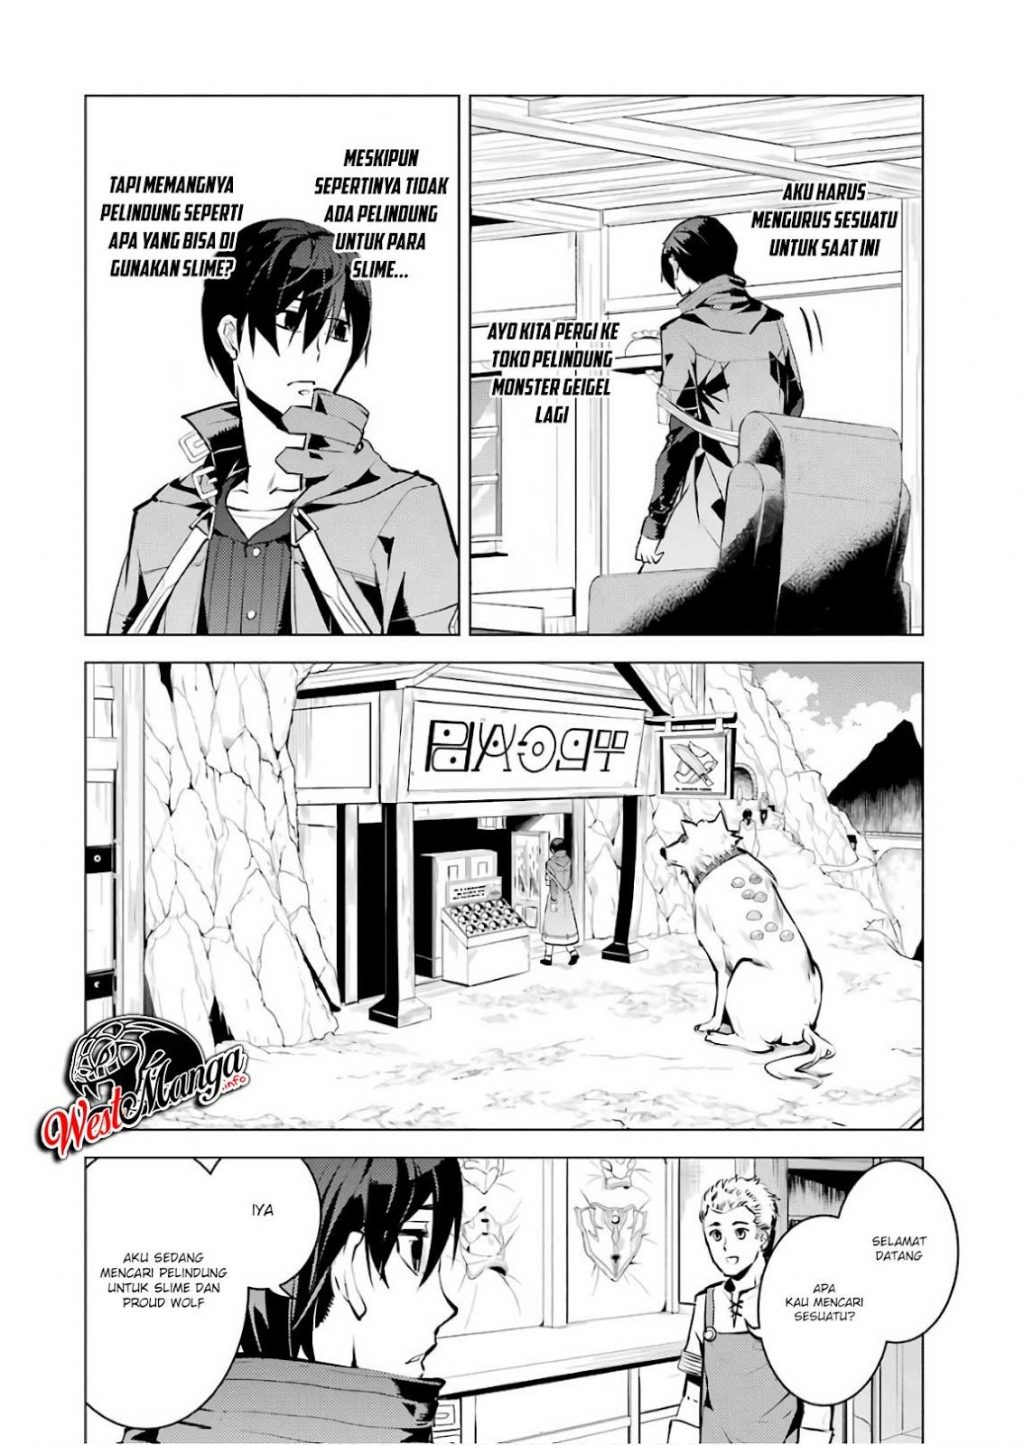 AKU HARUS
MENGURUS SESUATU
UNTUK SAAT INI
AYO KITA PERGI KE
TOKO PELINDUNG
MONSTER GEIGEL
LAGI
MESKIPUN
SEPERTINYA TIDAK
ADA PELINDUNG
UNTUK PARA
SLIME...
TAPI MEMANGNYA
PELINDUNG SEPERTI
APA YANG BISA DI
GUNAKAN SLIME?
WestManga
.info
SELAMAT
DATANG
APA
KAU MENCARI
SESUATU?
IYA
AKU SEDANG
MENCARI PELINDUNG
UNTUK SLIME DAN
PROUD WOLF